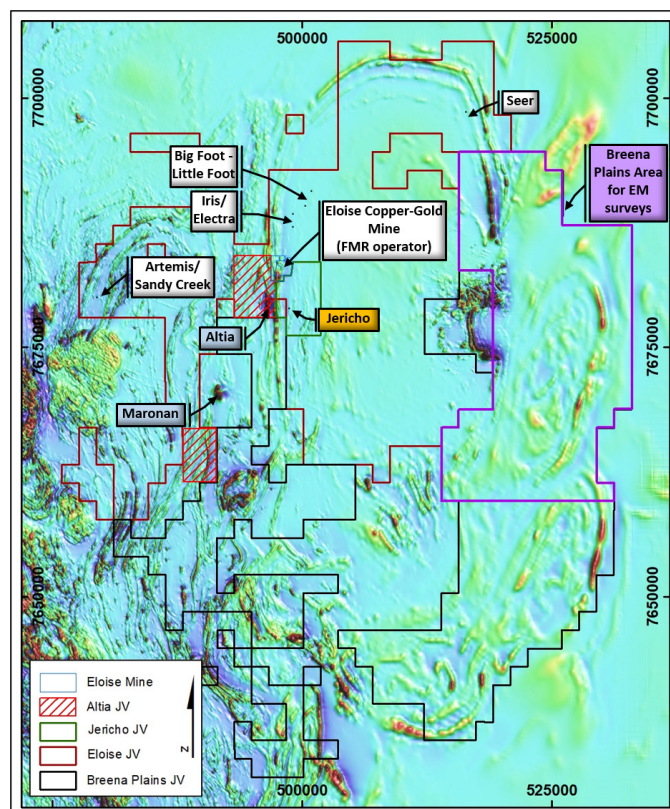 500000
525000
7700000
7700000
Seer
Big Foot -
Little Foot
Breena
Plains Area
for EM
surveys
Iris/
Electra
Eloise Copper-Gold
Mine
(FMR operator)
Artemis/
Sandy Creek
Jericho
Altia
7675000
7675000
Maronan
7650000
7650000
Eloise Mine
Altia JV
Jericho JV
Eloise JV
Breena Plains JV
N
500000
525000